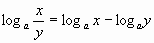 log_a x/y = log_a x − log_a y